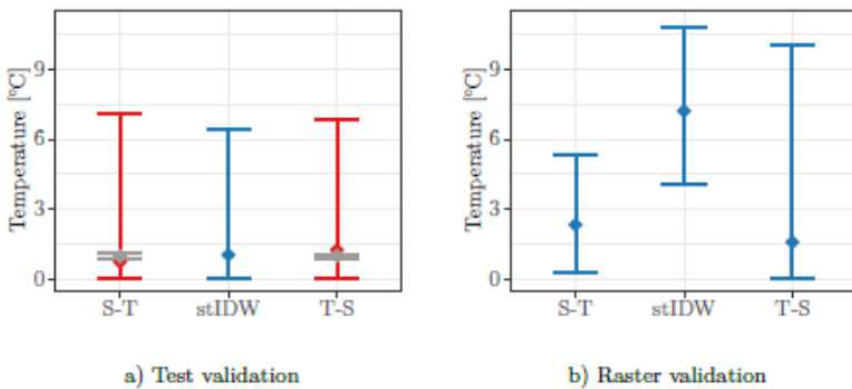 Temperature [°C]
9
6
3
0
S-T stIDW T-S
a) Test validation
Temperature [°C]
9
6
3
0
S-T stIDW T-S
b) Raster validation